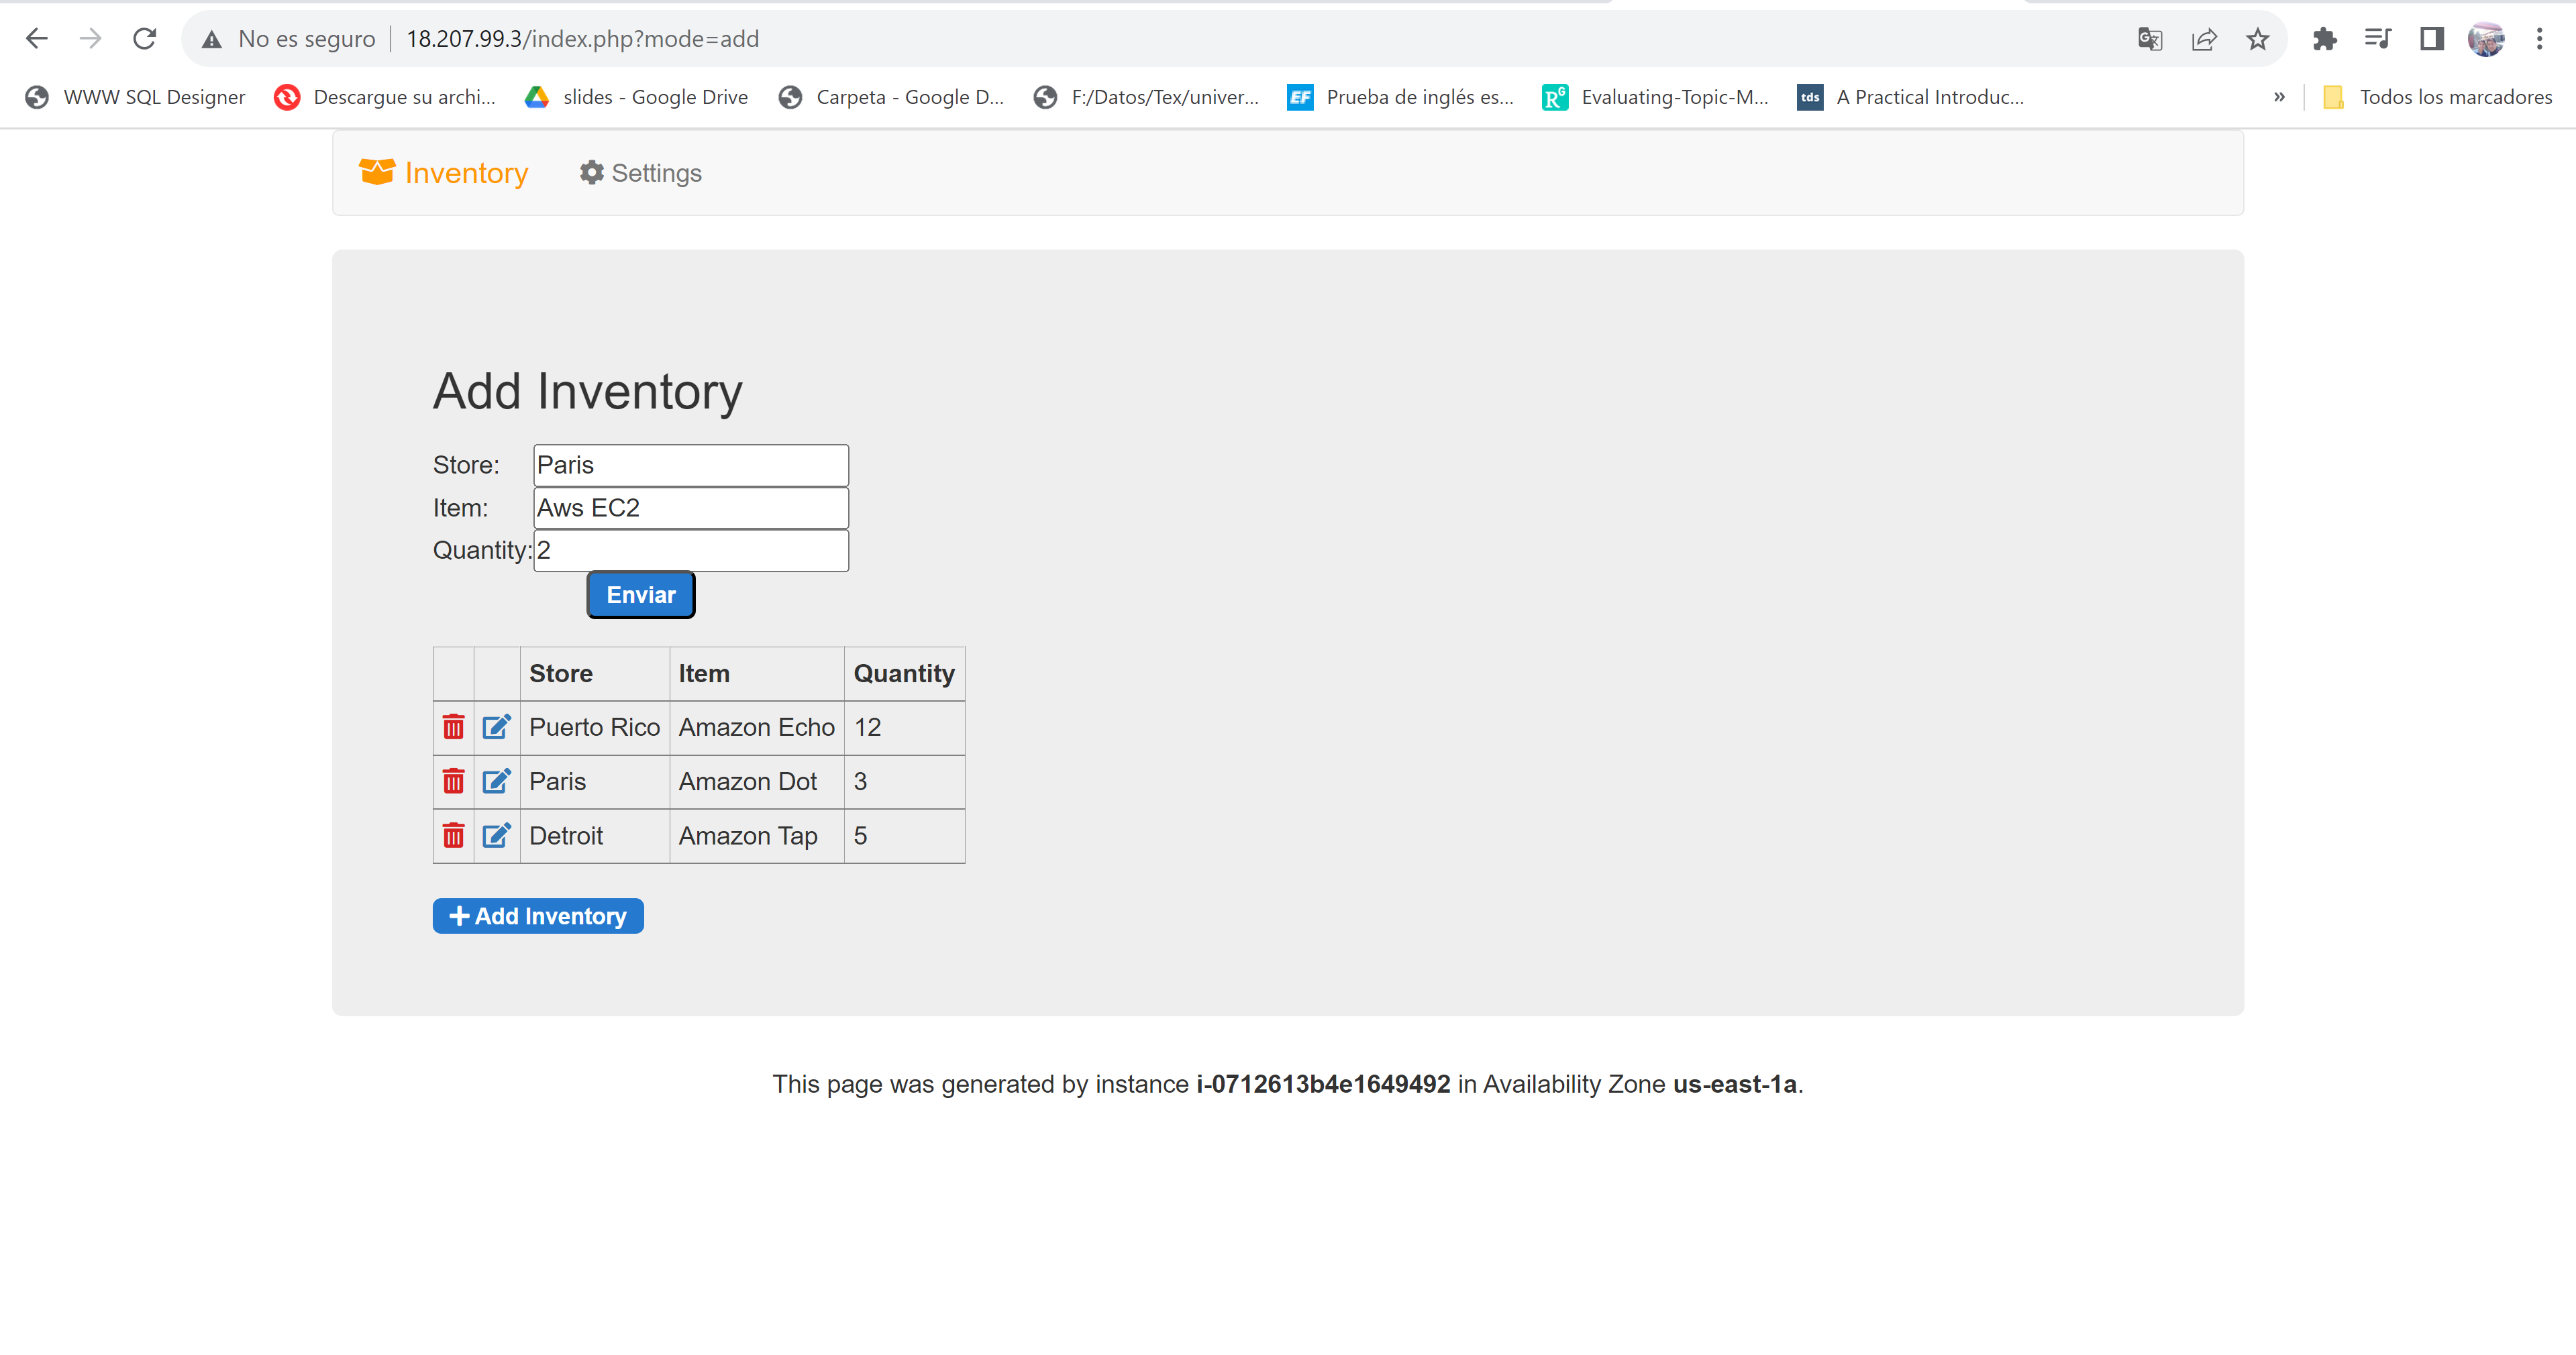 No es seguro 18.207.99.3/index.php?mode=add
WWW SQL Designer Descargue su archi... slides - Google Drive Carpeta - Google D... F:/Datos/Tex/univer... EF Prueba de inglés es... RG Evaluating-Topic-M... tds A Practical Introduc... » Todos los marcadores
Inventory Settings
Add Inventory
Store: Paris
Item: Aws EC2
Quantity: 2
Enviar
Store Item Quantity
Puerto Rico Amazon Echo 12
Paris Amazon Dot 3
Detroit Amazon Tap 5
Add Inventory
This page was generated by instance i-0712613b4e1649492 in Availability Zone us-east-1a.